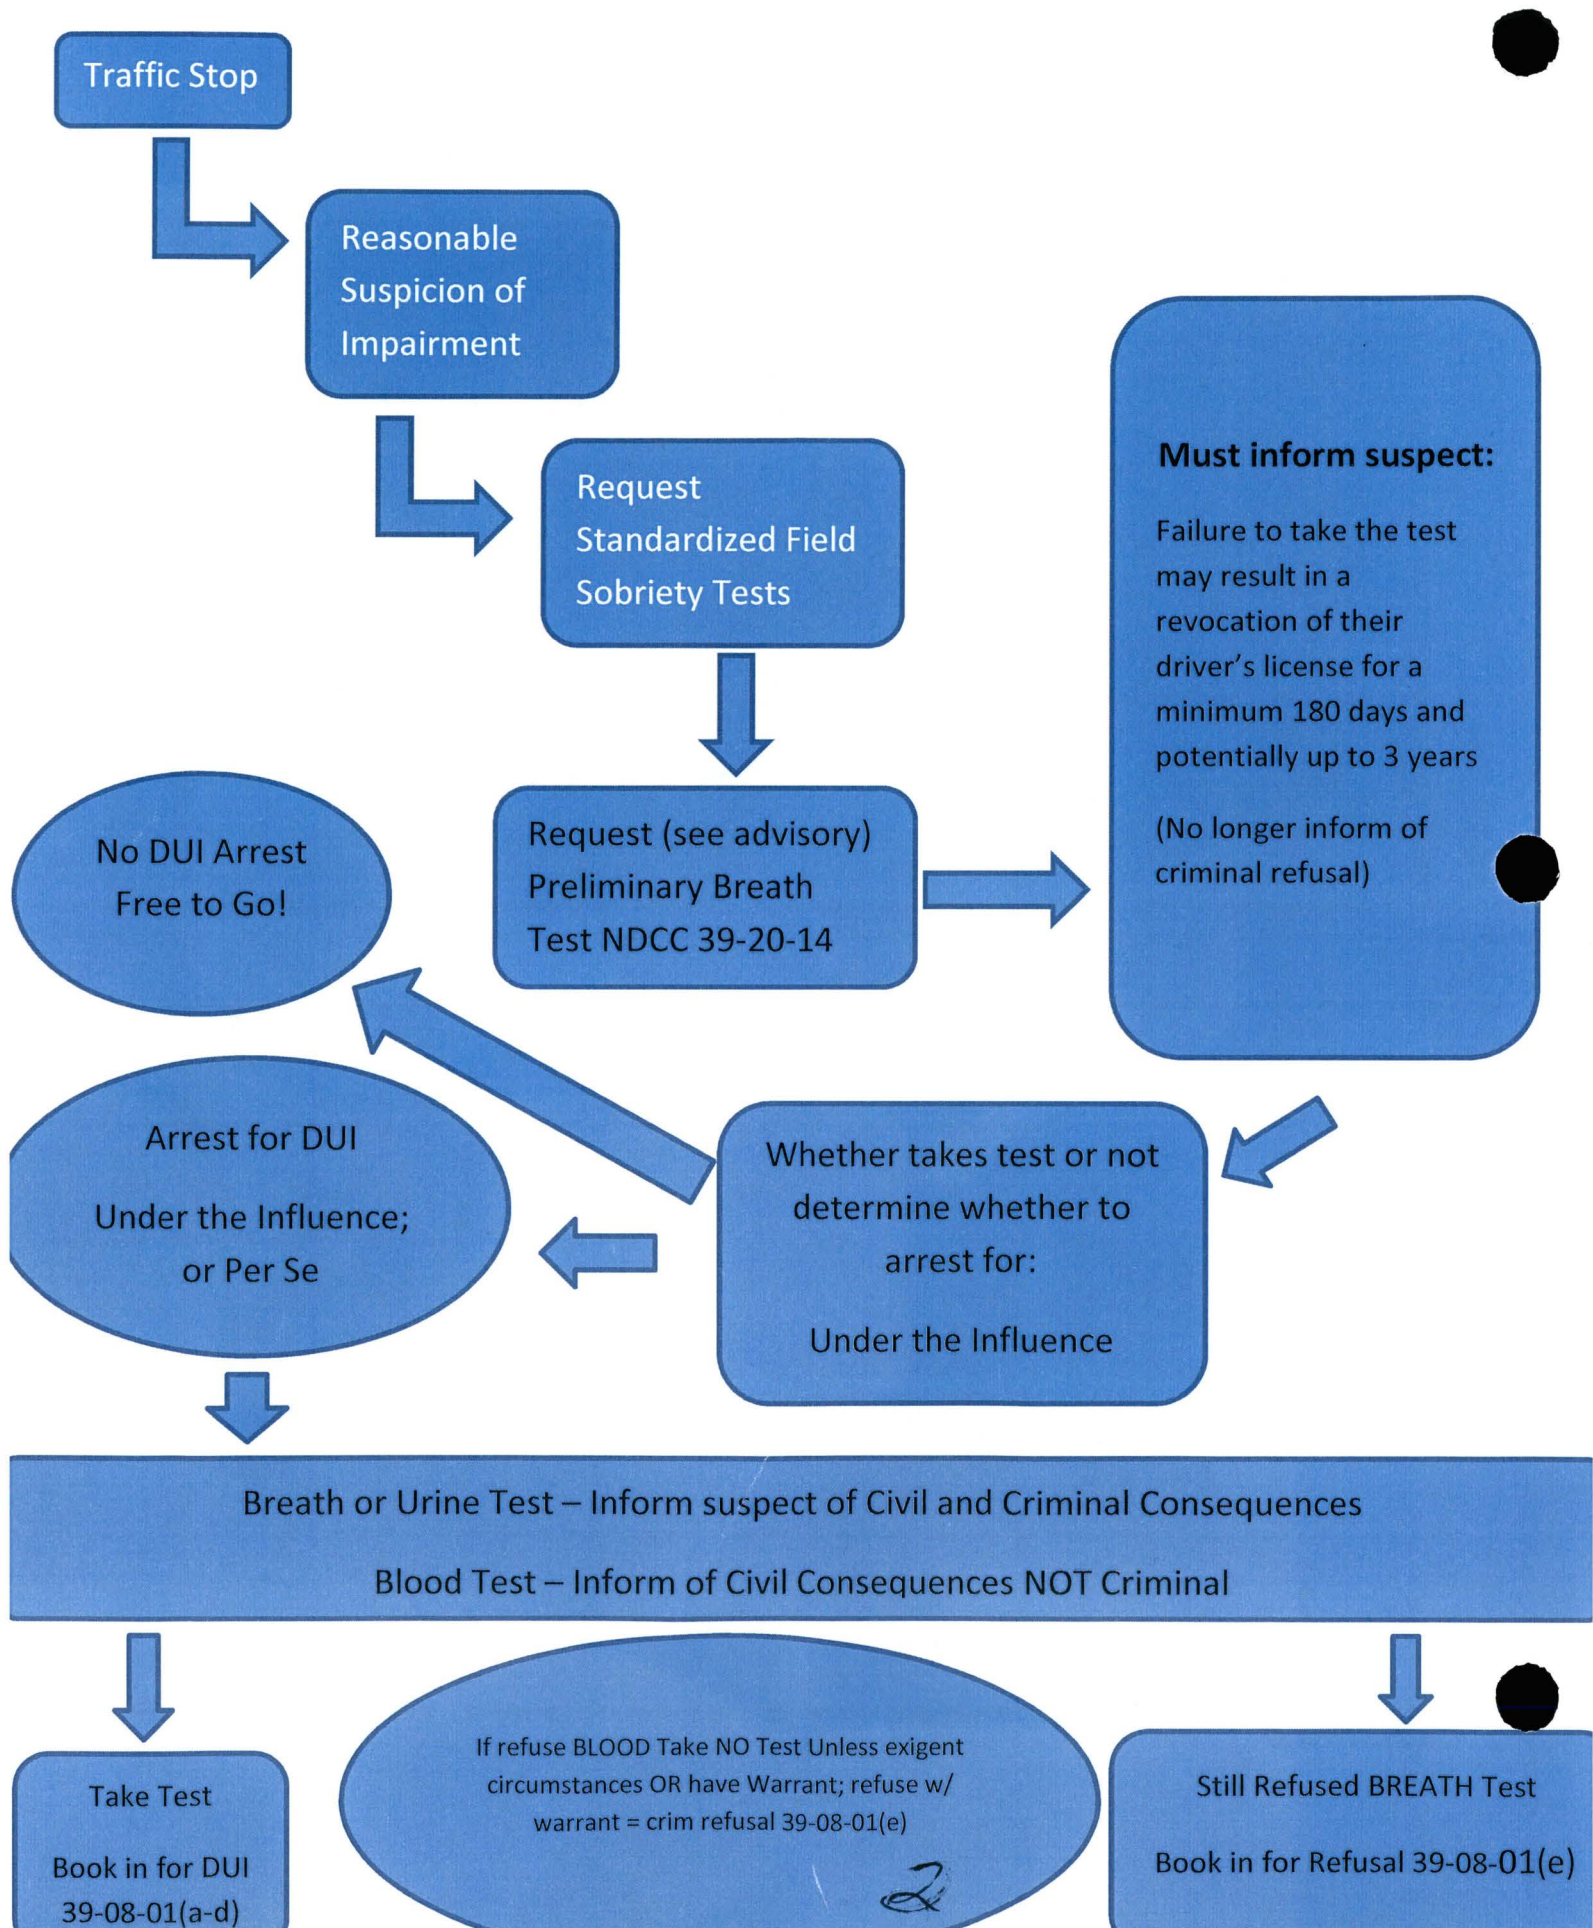 Traffic Stop
Reasonable
Suspicion of
Impairment
Request
Standardized Field
Sobriety Tests
Request (see advisory)
Preliminary Breath
Test NDCC 39-20-14
Must inform suspect:
Failure to take the test
may result in a
revocation of their
driver's license for a
minimum 180 days and
potentially up to 3 years
(No longer inform of
criminal refusal)
Whether takes test or not
determine whether to
arrest for:
Under the Influence
No DUI Arrest
Free to Go!
Arrest for DUI
Under the Influence;
or Per Se
Breath or Urine Test – Inform suspect of Civil and Criminal Consequences
Blood Test – Inform of Civil Consequences NOT Criminal
Take Test
Book in for DUI
39-08-01(a-d)
If refuse BLOOD Take NO Test Unless exigent
circumstances OR have Warrant; refuse w/
warrant = crim refusal 39-08-01(e)
2
Still Refused BREATH Test
Book in for Refusal 39-08-01(e)